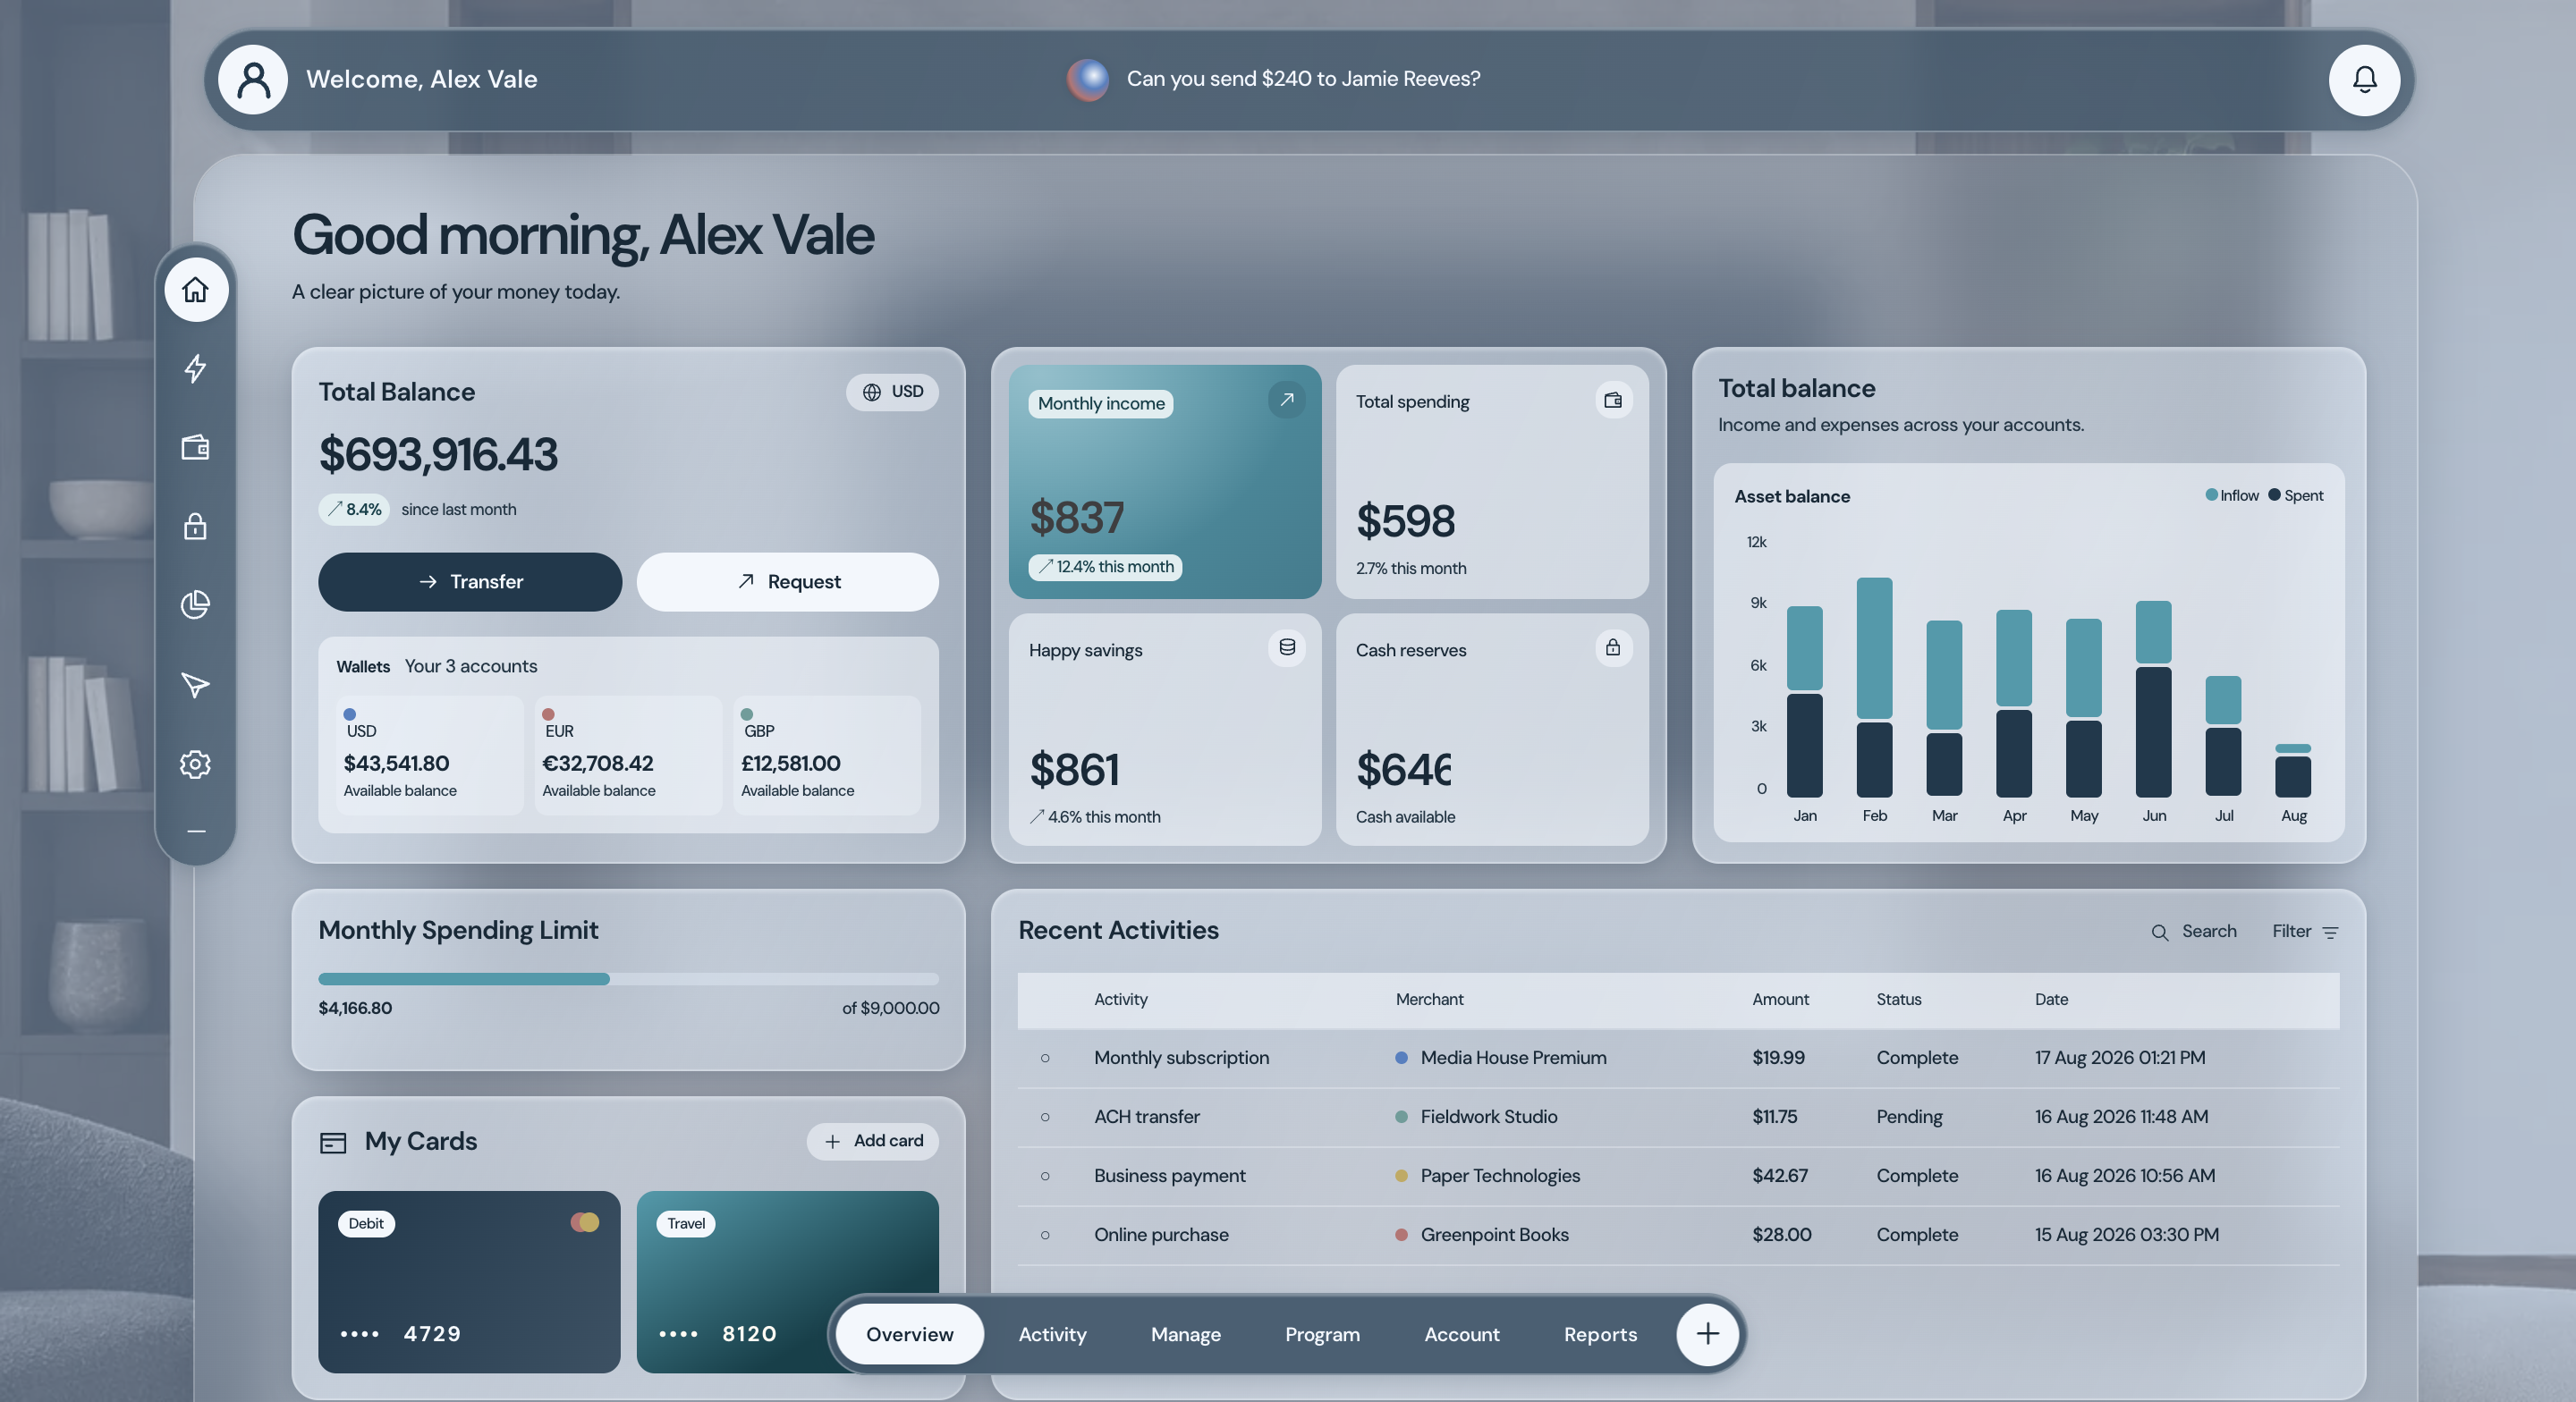 Welcome, Alex Vale
Can you send $240 to Jamie Reeves?
Good morning, Alex Vale
A clear picture of your money today.
Total Balance
USD
$693,916.43
8.4% since last month
Transfer
Request
Wallets Your 3 accounts
USD
$43,541.80
Available balance
EUR
€32,708.42
Available balance
GBP
£12,581.00
Available balance
Monthly income
$837
12.4% this month
Total spending
$598
2.7% this month
Happy savings
$861
4.6% this month
Cash reserves
$646
Cash available
Total balance
Income and expenses across your accounts.
Asset balance
Inflow Spent
12k
9k
6k
3k
0
Jan Feb Mar Apr May Jun Jul Aug
Monthly Spending Limit
$4,166.80 of $9,000.00
My Cards
Add card
Debit
•••• 4729
Travel
•••• 8120
Recent Activities
Search Filter
Activity Merchant Amount Status Date
Monthly subscription Media House Premium $19.99 Complete 17 Aug 2026 01:21 PM
ACH transfer Fieldwork Studio $11.75 Pending 16 Aug 2026 11:48 AM
Business payment Paper Technologies $42.67 Complete 16 Aug 2026 10:56 AM
Online purchase Greenpoint Books $28.00 Complete 15 Aug 2026 03:30 PM
Overview Activity Manage Program Account Reports